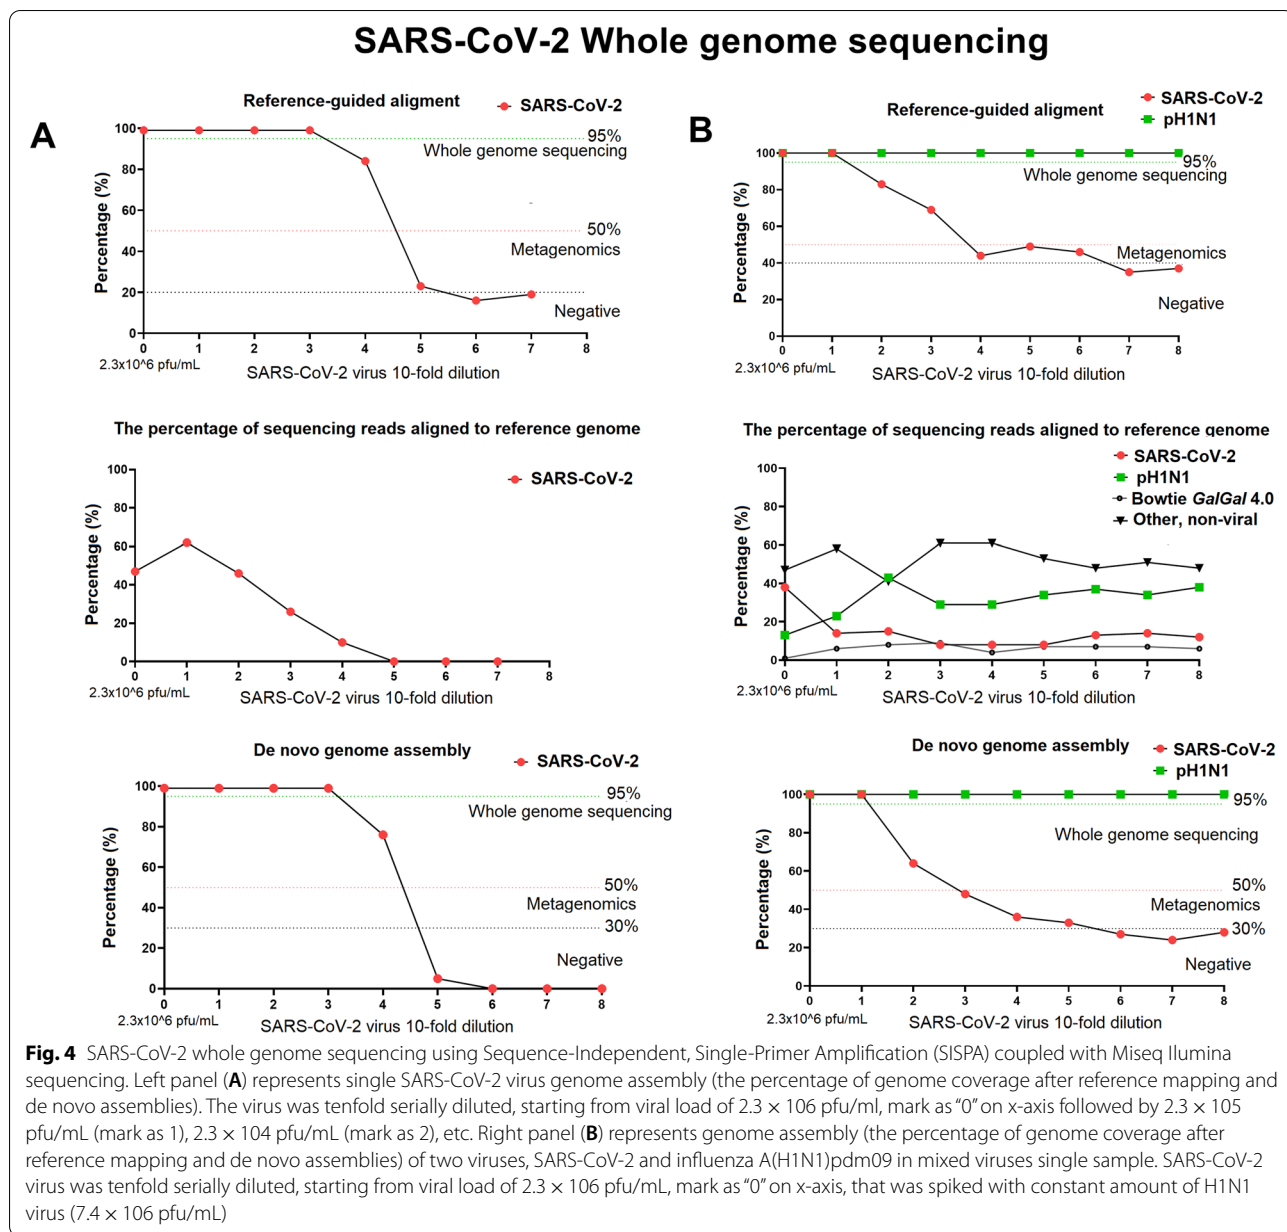 SARS-CoV-2 Whole genome sequencing
A
Reference-guided aligment
SARS-CoV-2
Percentage (%)
100
80
60
40
20
0
95%
Whole genome sequencing
50%
Metagenomics
Negative
0 1 2 3 4 5 6 7 8
2.3x10^6 pfu/mL
SARS-CoV-2 virus 10-fold dilution
B
Reference-guided aligment
SARS-CoV-2
pH1N1
Percentage (%)
100
80
60
40
20
0
95%
Whole genome sequencing
Metagenomics
Negative
0 1 2 3 4 5 6 7 8
2.3x10^6 pfu/mL
SARS-CoV-2 virus 10-fold dilution
The percentage of sequencing reads aligned to reference genome
SARS-CoV-2
Percentage (%)
100
80
60
40
20
0
0 1 2 3 4 5 6 7 8
2.3x10^6 pfu/mL
SARS-CoV-2 virus 10-fold dilution
The percentage of sequencing reads aligned to reference genome
SARS-CoV-2
pH1N1
Bowtie GalGal 4.0
Other, non-viral
Percentage (%)
100
80
60
40
20
0
0 1 2 3 4 5 6 7 8
2.3x10^6 pfu/mL
SARS-CoV-2 virus 10-fold dilution
De novo genome assembly
SARS-CoV-2
Percentage (%)
100
80
60
40
20
0
95%
Whole genome sequencing
50%
Metagenomics
30%
Negative
0 1 2 3 4 5 6 7 8
2.3x10^6 pfu/mL
SARS-CoV-2 virus 10-fold dilution
De novo genome assembly
SARS-CoV-2
pH1N1
Percentage (%)
100
80
60
40
20
0
95%
Whole genome sequencing
50%
Metagenomics
30%
Negative
0 1 2 3 4 5 6 7 8
2.3x10^6 pfu/mL
SARS-CoV-2 virus 10-fold dilution
Fig. 4 SARS-CoV-2 whole genome sequencing using Sequence-Independent, Single-Primer Amplification (SISPA) coupled with Miseq Ilumina
sequencing. Left panel (A) represents single SARS-CoV-2 virus genome assembly (the percentage of genome coverage after reference mapping and
de novo assemblies). The virus was tenfold serially diluted, starting from viral load of 2.3 × 106 pfu/ml, mark as “0” on x-axis followed by 2.3 × 105
pfu/mL (mark as 1), 2.3 × 104 pfu/mL (mark as 2), etc. Right panel (B) represents genome assembly (the percentage of genome coverage after
reference mapping and de novo assemblies) of two viruses, SARS-CoV-2 and influenza A(H1N1)pdm09 in mixed viruses single sample. SARS-CoV-2
virus was tenfold serially diluted, starting from viral load of 2.3 × 106 pfu/mL, mark as “0” on x-axis, that was spiked with constant amount of H1N1
virus (7.4 × 106 pfu/mL)